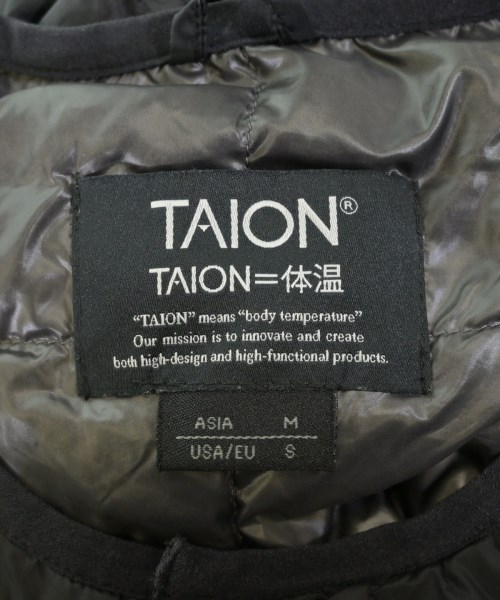 TAION®
TAION=体温
“TAION” means “body temperature”
Our mission is to innovate and create
both high-design and high-functional products.
ASIA M
USA/EU S